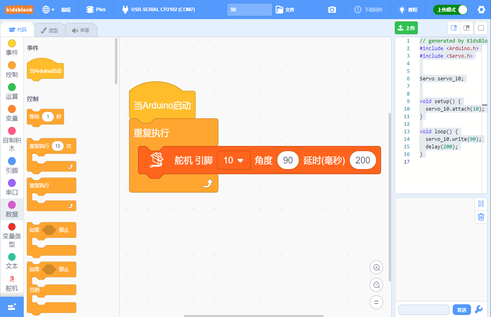 kidsblock
编辑
Plus
USB-SERIAL CP2102 (COM7)
98
文件
教程
上传模式
代码
造型
声音
上传
事件
控制
运算
变量
自制积
木
引脚
串口
数据
变量类
型
文本
舵机
事件
当Arduino启动
控制
等待 1 秒
重复执行 10 次
重复执行
如果 那么
如果 那么
否则
当Arduino启动
重复执行
舵机 引脚 10 角度 90 延时(毫秒) 200
1 // generated by KidsBlo
2 #include <Arduino.h>
3 #include <Servo.h>
4
5
6 Servo servo_10;
7
8
9 void setup() {
10 servo_10.attach(10);
11 }
12
13 void loop() {
14 servo_10.write(90);
15 delay(200);
16 }
17
发送